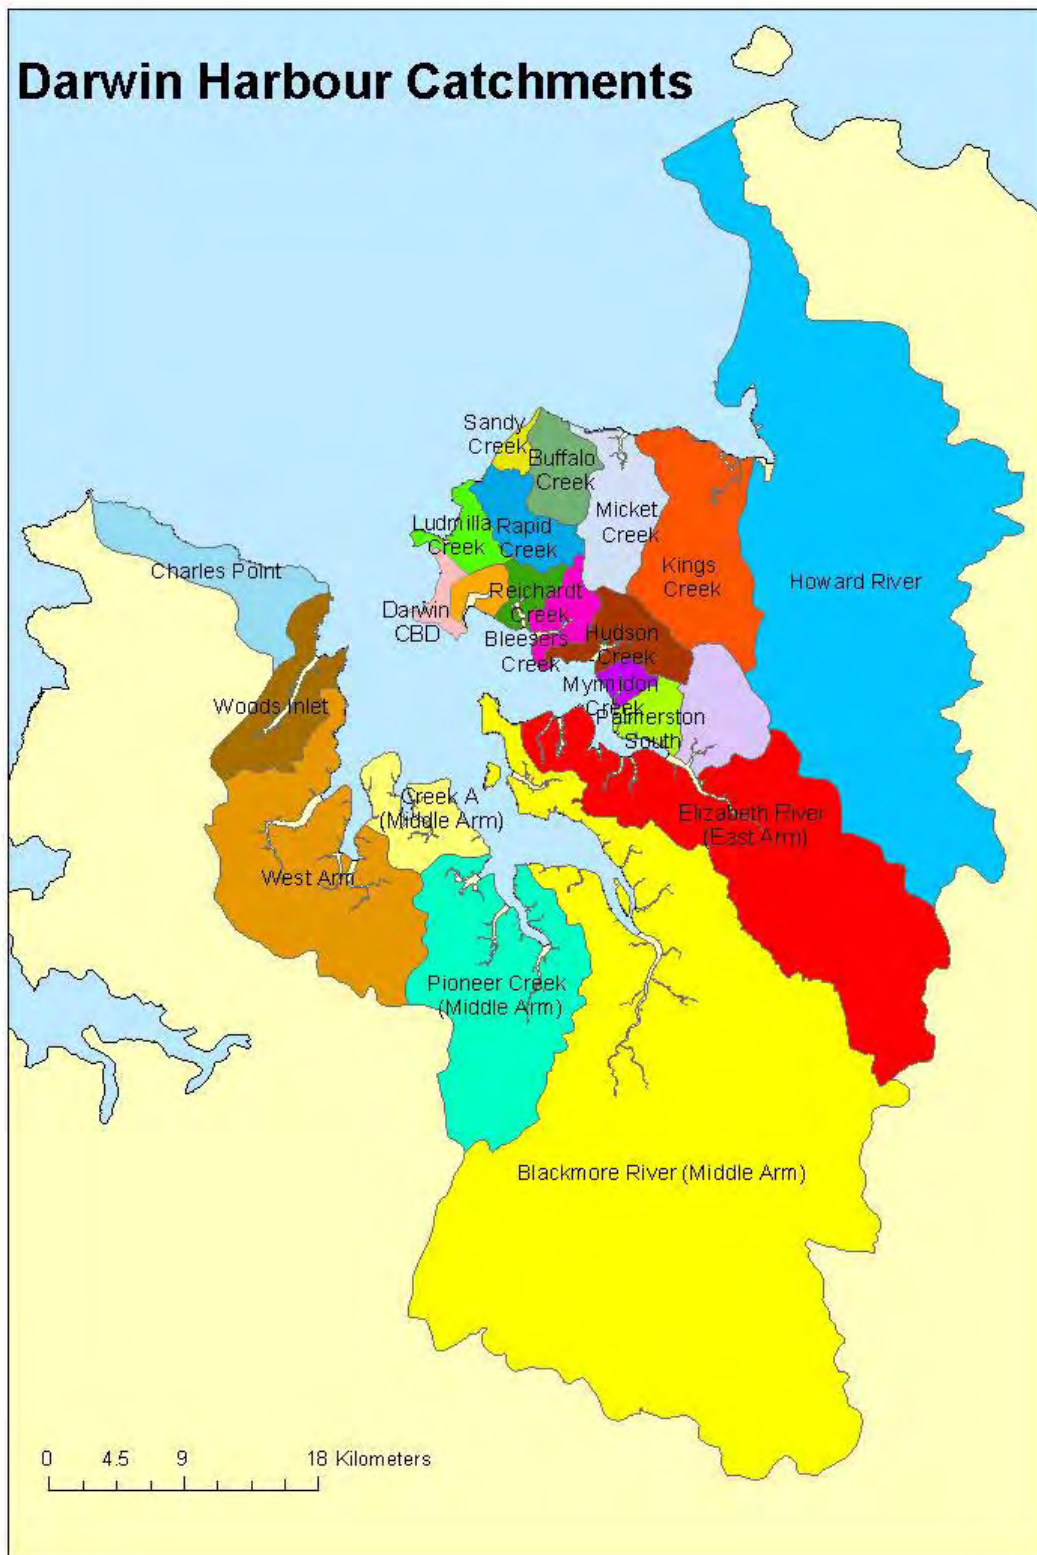 Darwin Harbour Catchments
Sandy
Creek
Buffalo
Creek
Micket
Creek
Ludmilla
Creek
Rapid
Creek
Kings
Creek
Howard River
Charles Point
Reichardt
Creek
Darwin
CBD
Bleesers
Creek
Hudson
Creek
Myrmidon
Creek
Woods Inlet
Palmerston
South
Creek A
(Middle Arm)
Elizabeth River
(East Arm)
West Arm
Pioneer Creek
(Middle Arm)
Blackmore River (Middle Arm)
0 4.5 9 18 Kilometers